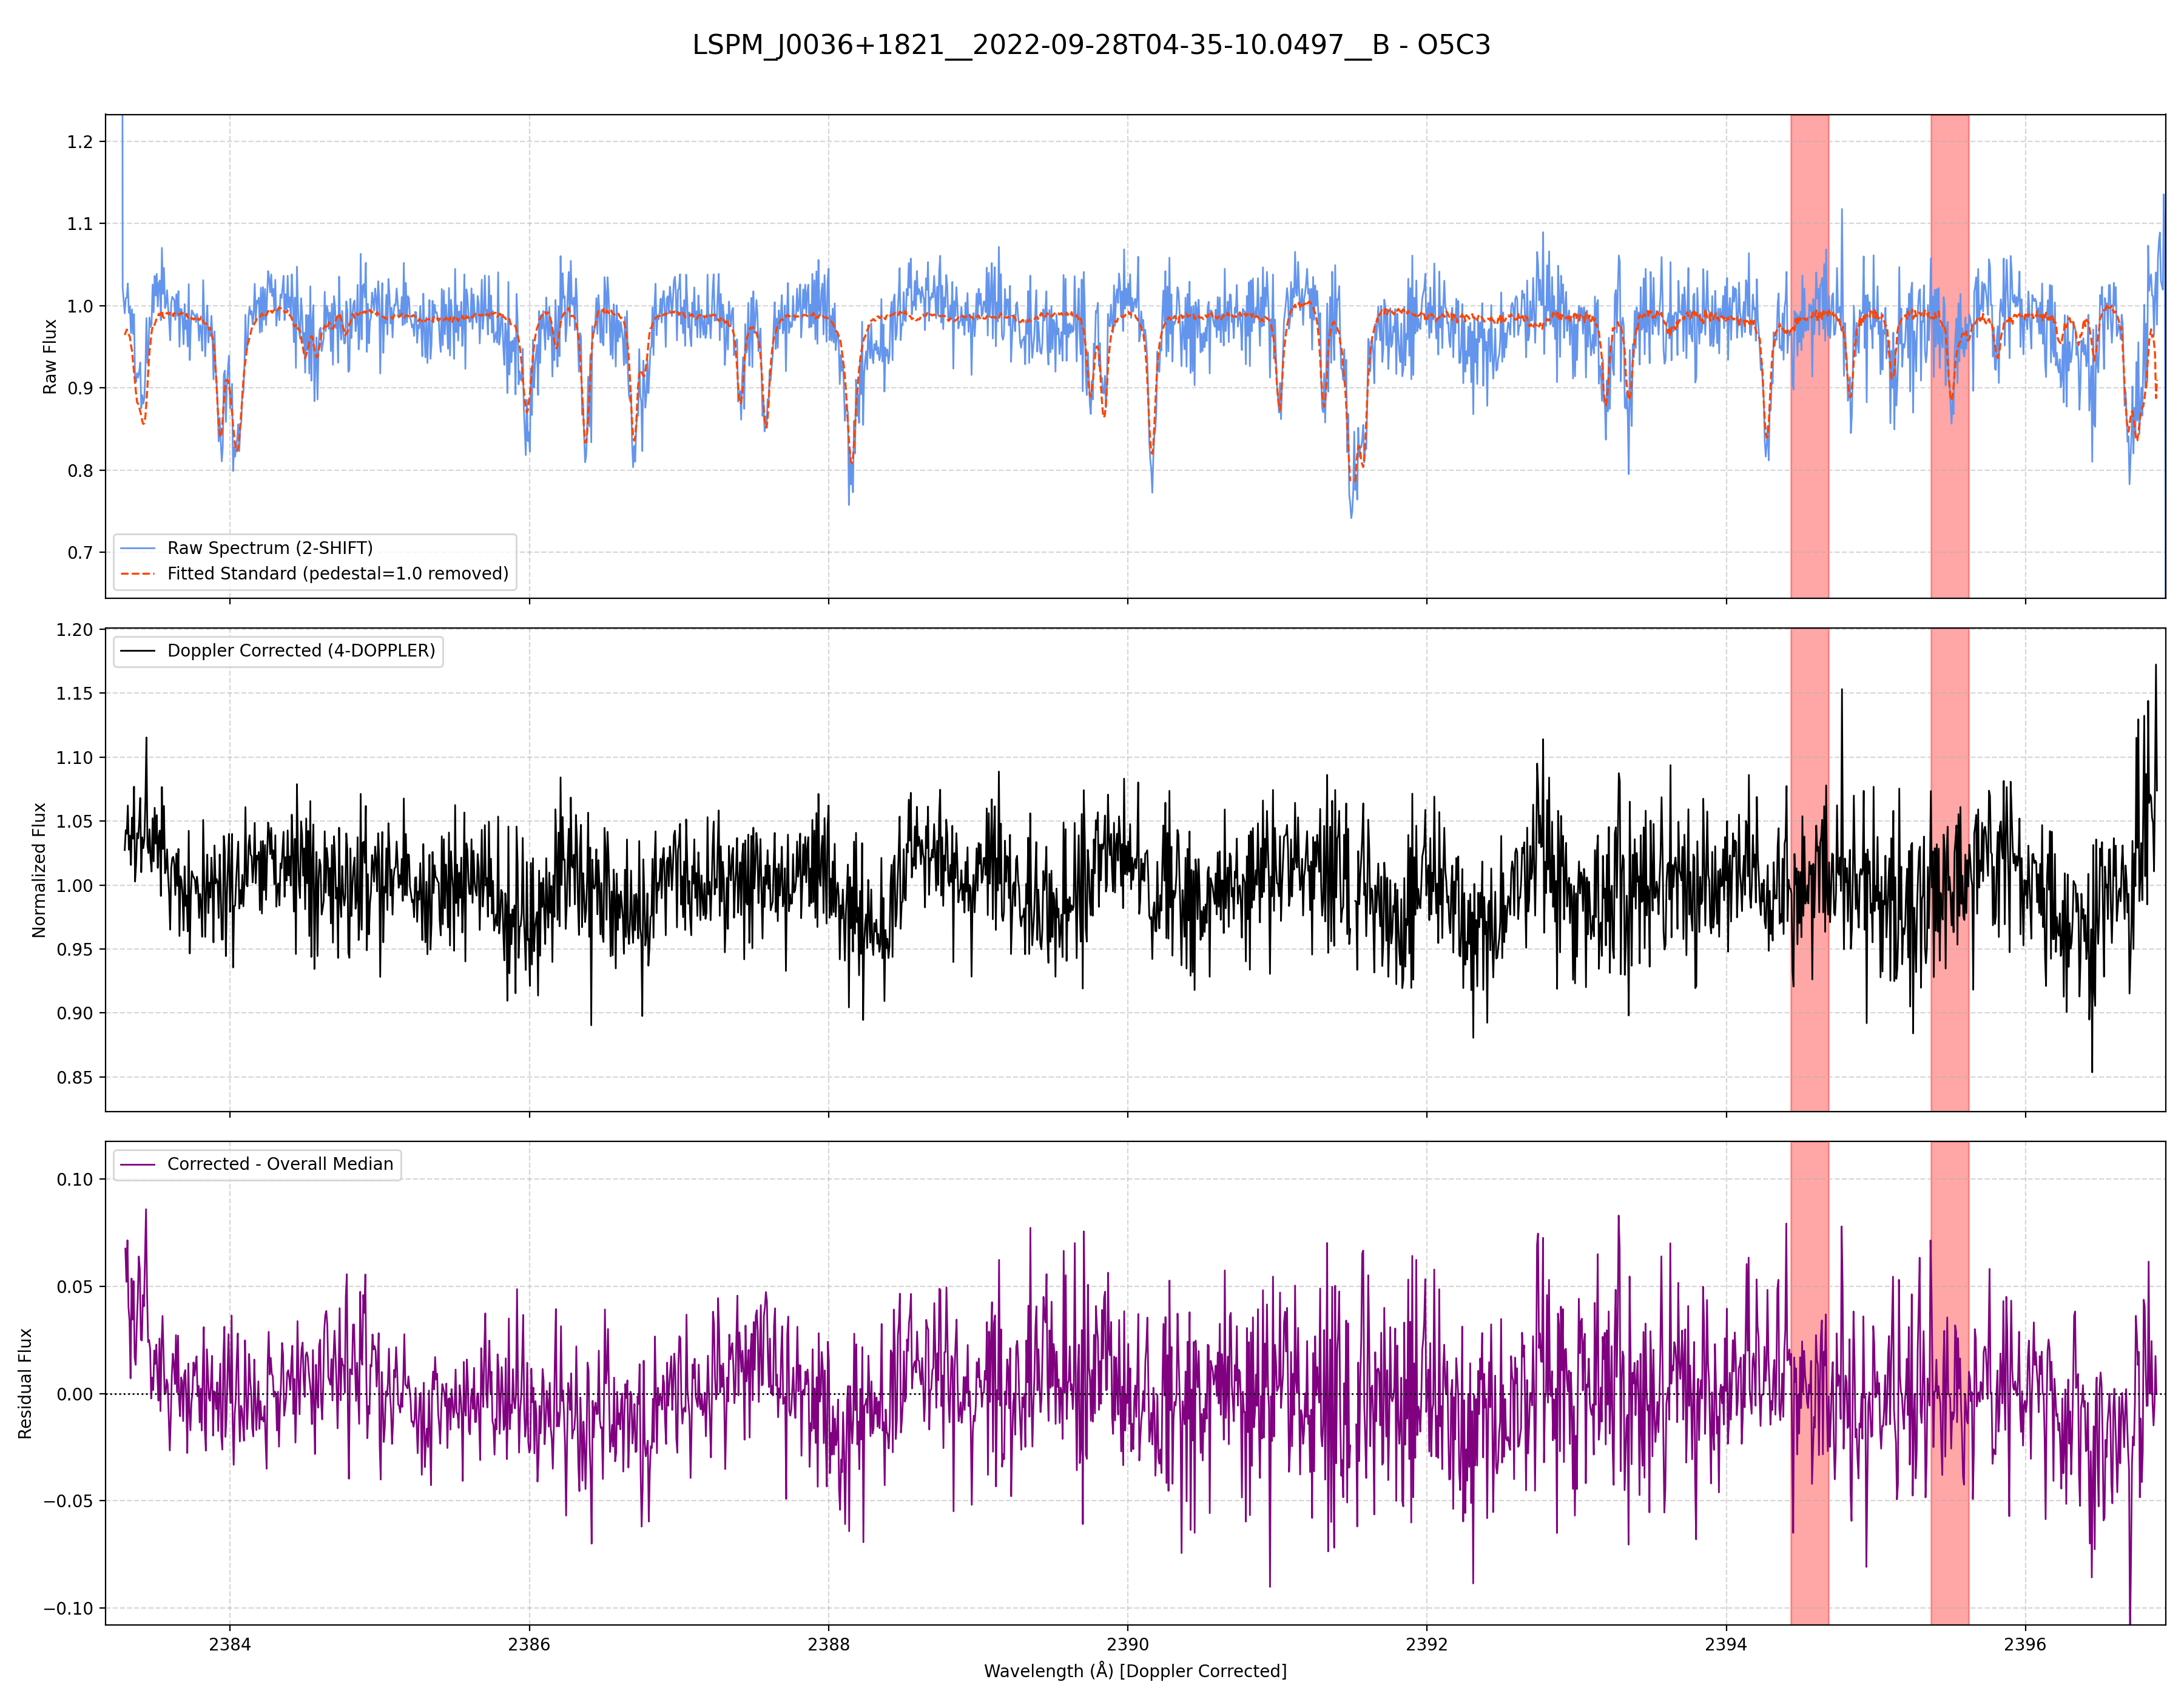 LSPM_J0036+1821__2022-09-28T04-35-10.0497__B - O5C3
1.2
1.1
1.0
0.9
0.8
0.7
Raw Flux
Raw Spectrum (2-SHIFT)
Fitted Standard (pedestal=1.0 removed)
1.20
1.15
1.10
1.05
1.00
0.95
0.90
0.85
Normalized Flux
Doppler Corrected (4-DOPPLER)
0.10
0.05
0.00
−0.05
−0.10
Residual Flux
Corrected - Overall Median
2384 2386 2388 2390 2392 2394 2396
Wavelength (Å) [Doppler Corrected]